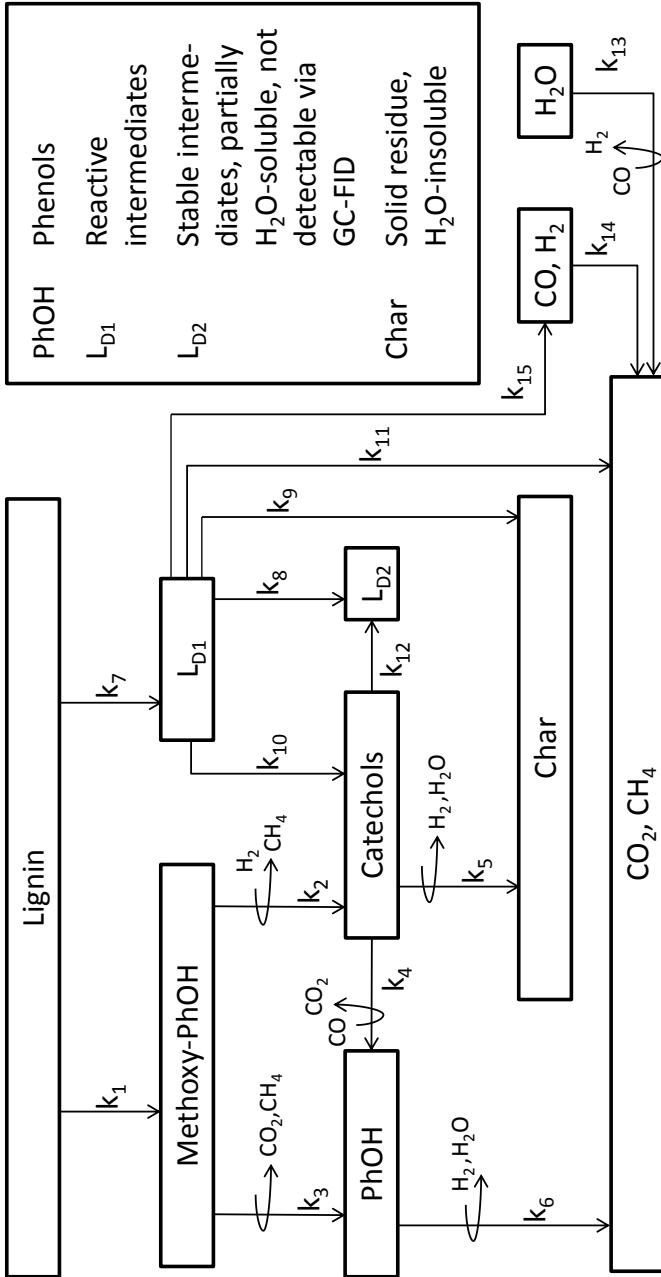 Lignin
k₁
k₇
Methoxy-PhOH
L_D1
k₃
CO₂,CH₄
k₂
H₂
CH₄
k₁₀
k₈
k₉
k₁₁
k₁₅
PhOH
CO
CO₂
k₄
Catechols
k₁₂
L_D2
k₆
H₂,H₂O
k₅
H₂,H₂O
Char
CO, H₂
H₂O
k₁₄
CO
H₂
k₁₃
CO₂, CH₄
PhOH Phenols
L_D1 Reactive
intermediates
L_D2 Stable interme-
diates, partially
H₂O-soluble, not
detectable via
GC-FID
Char Solid residue,
H₂O-insoluble